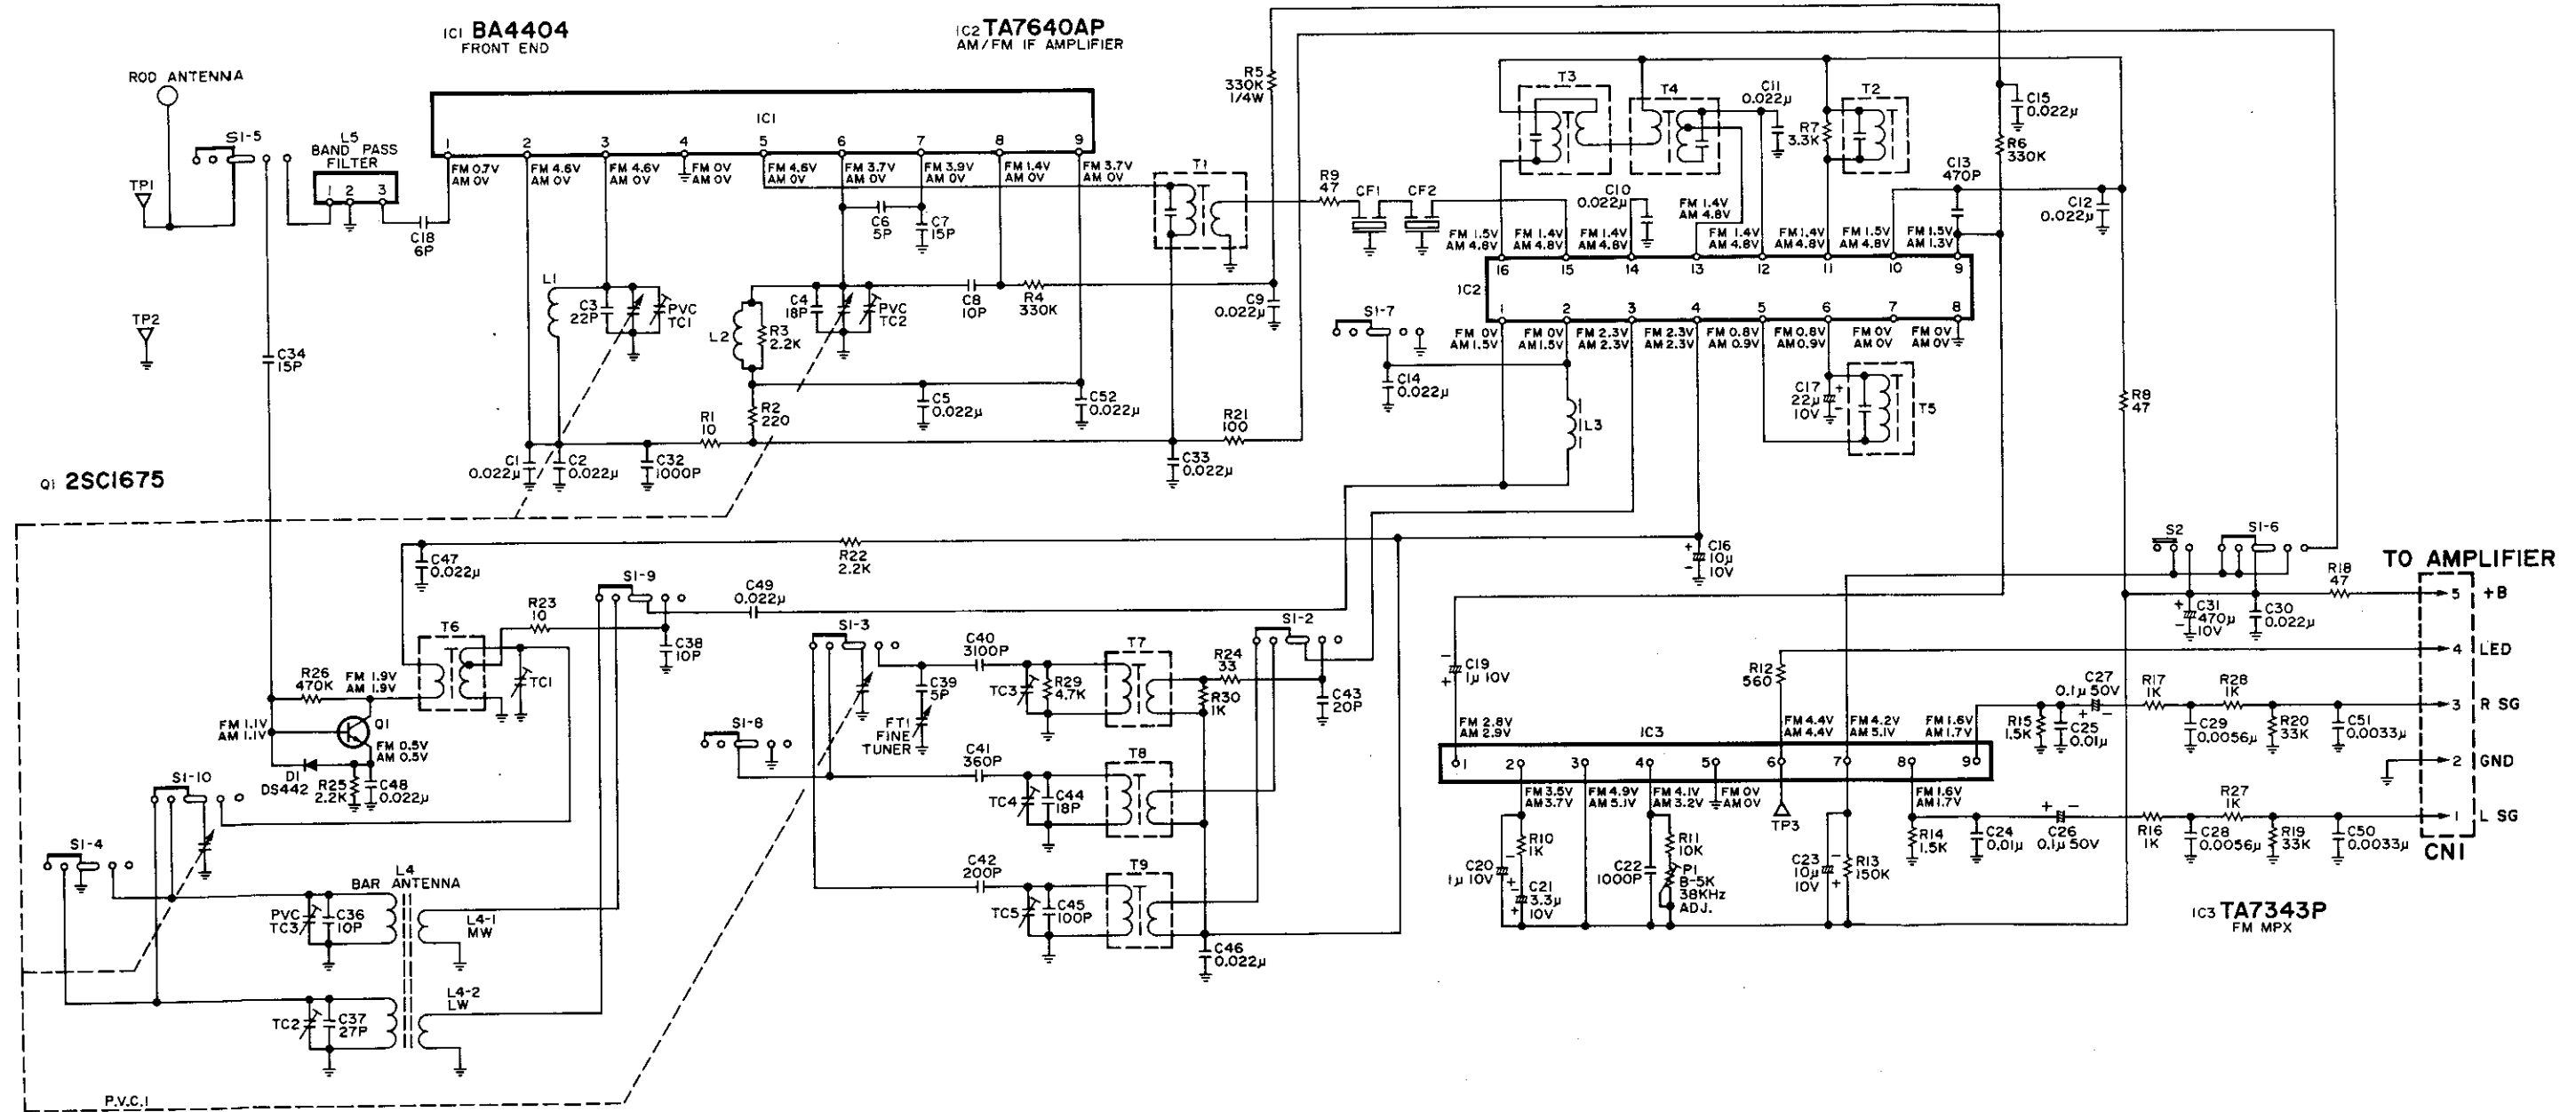 IC1 BA4404
FRONT END
IC2 TA7640AP
AM/FM IF AMPLIFIER
ROD ANTENNA
S1-5
L5
BAND PASS
FILTER
1 2 3
TP1
TP2
C18
6P
IC1
1 2 3 4 5 6 7 8 9
FM 0.7V
AM 0V
FM 4.6V
AM 0V
FM 4.6V
AM 0V
FM 0V
AM 0V
FM 4.6V
AM 0V
FM 3.7V
AM 0V
FM 3.9V
AM 0V
FM 1.4V
AM 0V
FM 3.7V
AM 0V
C6
5P
C7
15P
T1
R5
330K
1/4W
L1
C3
22P
PVC
TC1
L2
R3
2.2K
C4
18P
PVC
TC2
C8
10P
R4
330K
C9
0.022µ
C34
15P
R2
220
C5
0.022µ
C52
0.022µ
R1
10
R21
100
C1
0.022µ
C2
0.022µ
C32
1000P
C33
0.022µ
R9
47
CF1
CF2
T3
T4
C11
0.022µ
R7
3.3K
T2
C15
0.022µ
R6
330K
C13
470P
C12
0.022µ
C10
0.022µ
FM 1.4V
AM 4.8V
FM 1.5V
AM 4.8V
FM 1.4V
AM 4.8V
FM 1.4V
AM 4.8V
FM 1.4V
AM 4.8V
FM 1.4V
AM 4.8V
FM 1.5V
AM 4.8V
FM 1.5V
AM 1.3V
16 15 14 13 12 11 10 9
IC2
1 2 3 4 5 6 7 8
FM 0V
AM 1.5V
FM 0V
AM 1.5V
FM 2.3V
AM 2.3V
FM 2.3V
AM 2.3V
FM 0.8V
AM 0.9V
FM 0.8V
AM 0.9V
FM 0V
AM 0V
FM 0V
AM 0V
S1-7
C14
0.022µ
L3
C17
22µ
10V
T5
R8
47
Q1 2SC1675
C47
0.022µ
R22
2.2K
C16
10µ
10V
S1-9
C49
0.022µ
R23
10
T6
C38
10P
TC1
R26
470K
FM 1.9V
AM 1.9V
FM 1.1V
AM 1.1V
Q1
FM 0.5V
AM 0.5V
D1
DS442
R25
2.2K
C48
0.022µ
S1-10
S1-4
L4
BAR ANTENNA
PVC
TC3
C36
10P
L4-1
MW
TC2
C37
27P
L4-2
LW
P.V.C.1
S1-3
S1-8
C40
3100P
C39
5P
FT1
FINE
TUNER
TC3
R29
4.7K
T7
R24
33
R30
1K
S1-2
C43
20P
C41
360P
TC4
C44
18P
T8
C42
200P
TC5
C45
100P
T9
C46
0.022µ
S2
S1-6
TO AMPLIFIER
R18
47
5 +B
C31
470µ
10V
C30
0.022µ
4 LED
C19
1µ 10V
R12
560
C27
0.1µ 50V
R17
1K
R28
1K
3 R SG
R15
1.5K
C25
0.01µ
C29
0.0056µ
R20
33K
C51
0.0033µ
FM 2.8V
AM 2.9V
IC3
FM 4.4V
AM 4.4V
FM 4.2V
AM 5.1V
FM 1.6V
AM 1.7V
1 2 3 4 5 6 7 8 9
2 GND
FM 3.5V
AM 3.7V
FM 4.9V
AM 5.1V
FM 4.1V
AM 3.2V
FM 0V
AM 0V
TP3
FM 1.6V
AM 1.7V
C20
1µ 10V
R10
1K
C21
3.3µ
10V
C22
1000P
R11
10K
P1
B-5K
38KHz
ADJ.
C23
10µ
10V
R13
150K
R14
1.5K
C24
0.01µ
C26
0.1µ 50V
R16
1K
R27
1K
C28
0.0056µ
R19
33K
C50
0.0033µ
1 L SG
CN1
IC3 TA7343P
FM MPX